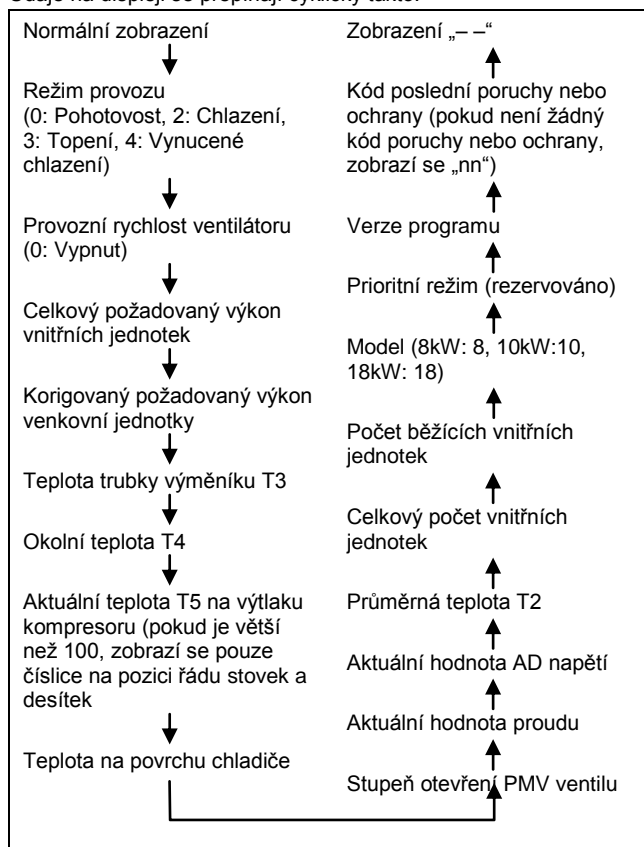 Údaje na displeji se přepínají cyklicky takto:
Normální zobrazení
Režim provozu
(0: Pohotovost, 2: Chlazení,
3: Topení, 4: Vynucené
chlazení)
Provozní rychlost ventilátoru
(0: Vypnut)
Celkový požadovaný výkon
vnitřních jednotek
Korigovaný požadovaný výkon
venkovní jednotky
Teplota trubky výměníku T3
Okolní teplota T4
Aktuální teplota T5 na výtlaku
kompresoru (pokud je větší
než 100, zobrazí se pouze
číslice na pozici řádu stovek a
desítek
Teplota na povrchu chladiče
Stupeň otevření PMV ventilu
Aktuální hodnota proudu
Aktuální hodnota AD napětí
Průměrná teplota T2
Celkový počet vnitřních
jednotek
Počet běžících vnitřních
jednotek
Model (8kW: 8, 10kW:10,
18kW: 18)
Prioritní režim (rezervováno)
Verze programu
Kód poslední poruchy nebo
ochrany (pokud není žádný
kód poruchy nebo ochrany,
zobrazí se „nn“)
Zobrazení „– –“